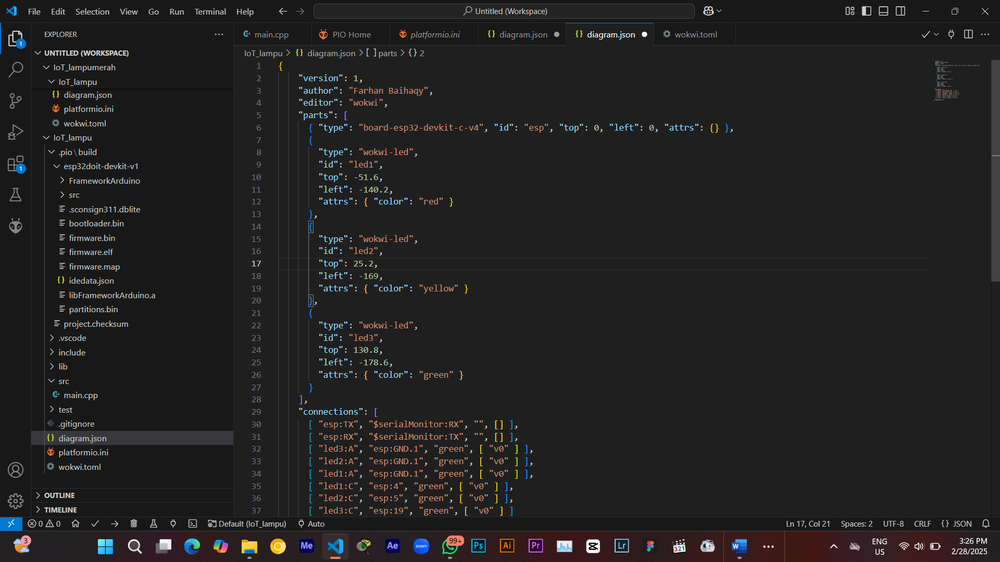 File Edit Selection View Go Run Terminal Help
Untitled (Workspace)
EXPLORER
1
UNTITLED (WORKSPACE)
IoT_lampumerah
IoT_lampu
diagram.json
platformio.ini
wokwi.toml
IoT_lampu
.pio\build
esp32doit-devkit-v1
FrameworkArduino
src
.sconsign311.dblite
bootloader.bin
firmware.bin
firmware.elf
firmware.map
idedata.json
libFrameworkArduino.a
partitions.bin
project.checksum
.vscode
include
lib
src
main.cpp
test
.gitignore
diagram.json
platformio.ini
wokwi.toml
OUTLINE
TIMELINE
1
main.cpp PIO Home platformio.ini diagram.json diagram.json wokwi.toml
IoT_lampu > {} diagram.json > [ ] parts > {} 2
1 {
2 "version": 1,
3 "author": "Farhan Baihaqy",
4 "editor": "wokwi",
5 "parts": [
6 { "type": "board-esp32-devkit-c-v4", "id": "esp", "top": 0, "left": 0, "attrs": {} },
7 {
8 "type": "wokwi-led",
9 "id": "led1",
10 "top": -51.6,
11 "left": -140.2,
12 "attrs": { "color": "red" }
13 },
14 {
15 "type": "wokwi-led",
16 "id": "led2",
17 "top": 25.2,
18 "left": -169,
19 "attrs": { "color": "yellow" }
20 },
21 {
22 "type": "wokwi-led",
23 "id": "led3",
24 "top": 130.8,
25 "left": -178.6,
26 "attrs": { "color": "green" }
27 }
28 ],
29 "connections": [
30 [ "esp:TX", "$serialMonitor:RX", "", [] ],
31 [ "esp:RX", "$serialMonitor:TX", "", [] ],
32 [ "led3:A", "esp:GND.1", "green", [ "v0" ] ],
33 [ "led2:A", "esp:GND.1", "green", [ "v0" ] ],
34 [ "led1:A", "esp:GND.1", "green", [ "v0" ] ],
35 [ "led1:C", "esp:4", "green", [ "v0" ] ],
36 [ "led2:C", "esp:5", "green", [ "v0" ] ],
37 [ "led3:C", "esp:19", "green", [ "v0" ] ]
0 0 Default (IoT_lampu) Auto Ln 17, Col 21 Spaces: 2 UTF-8 CRLF {} JSON
3 Me Ae zoom 99+ Ps Ai Pr Lr 321 W
ENG
US
3:26 PM
2/28/2025